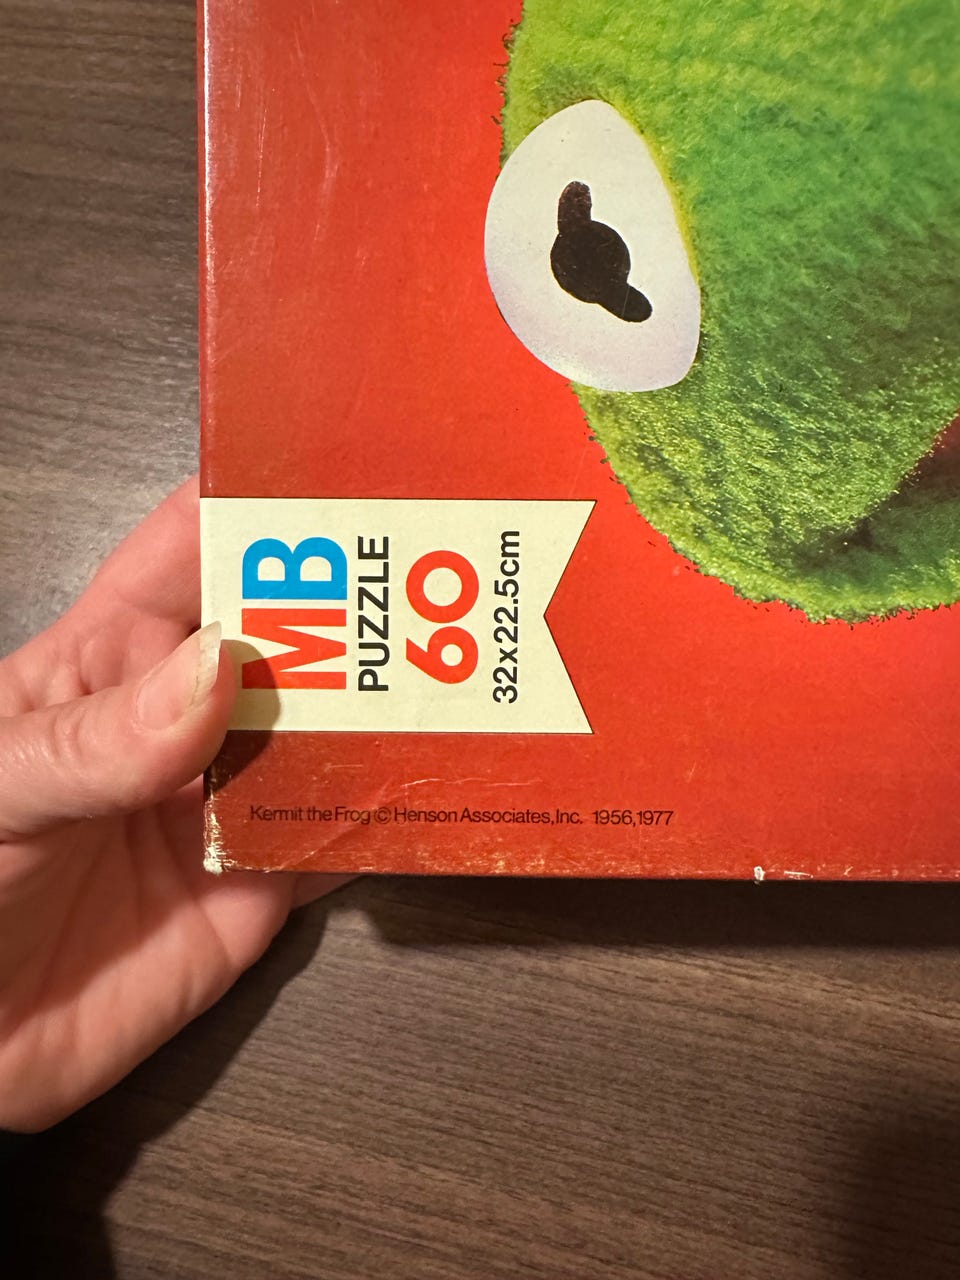 MB
PUZZLE
60
32x22.5cm
Kermit the Frog © Henson Associates, Inc. 1956,1977